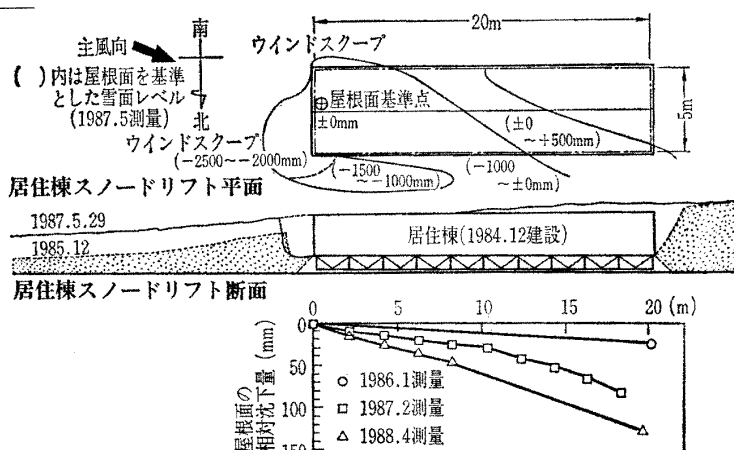 南
主風向
ウインドスクープ
20m
( )内は屋根面を基準
とした雪面レベル
(1987.5測量)
北
屋根面基準点
±0mm
(±0
～+500mm)
5m
ウインドスクープ
(−2500～−2000mm)
(−1500
～−1000mm)
(−1000
～±0mm)
居住棟スノードリフト平面
1987.5.29
1985.12
居住棟(1984.12建設)
居住棟スノードリフト断面
0 5 10 15 20 (m)
0
50
100
150
屋根面の
相対沈下量 (mm)
○ 1986.1測量
□ 1987.2測量
△ 1988.4測量